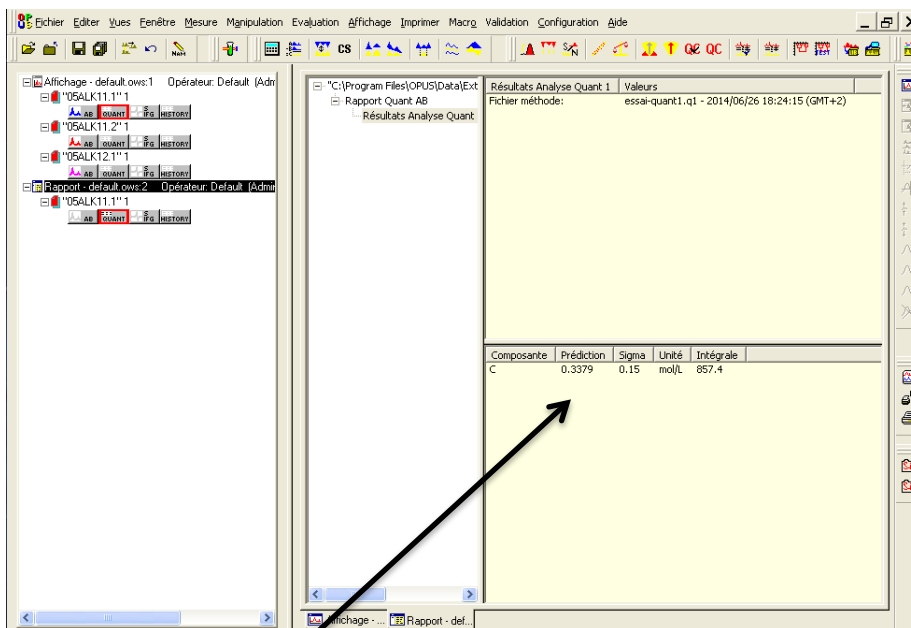 Fichier Editer Vues Fenêtre Mesure Manipulation Evaluation Affichage Imprimer Macro Validation Configuration Aide
NaH CS N QC QC TEST
Affichage - default.ows:1 Opérateur: Default (Adm
"05ALK11.1" 1
AB QUANT S IFG HISTORY
"05ALK11.2" 1
AB QUANT S IFG HISTORY
"05ALK12.1" 1
AB QUANT S IFG HISTORY
Rapport - default.ows:2 Opérateur: Default (Admin
"05ALK11.1" 1
AB QUANT S IFG HISTORY
"C:\Program Files\OPUS\Data\Ext
Rapport Quant AB
Résultats Analyse Quant
Résultats Analyse Quant 1 Valeurs
Fichier méthode: essai-quant1.q1 - 2014/06/26 18:24:15 (GMT+2)
Composante Prédiction Sigma Unité Intégrale
C 0.3379 0.15 mol/L 857.4
Affichage - ... Rapport - def...